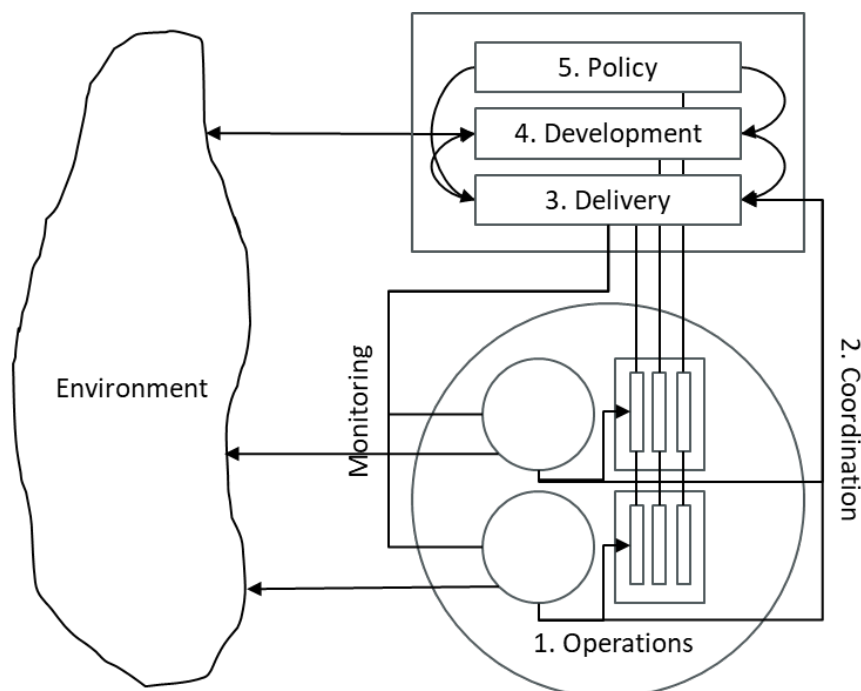 5. Policy
4. Development
3. Delivery
Environment
Monitoring
2. Coordination
1. Operations